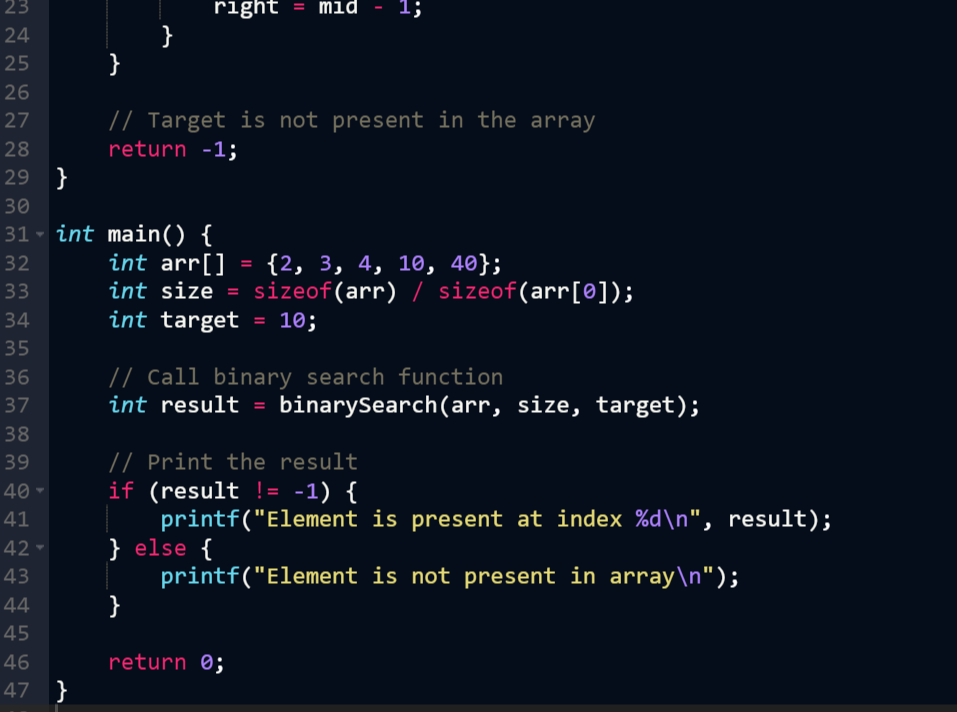 23 right = mid - 1;
24 }
25 }
26
27 // Target is not present in the array
28 return -1;
29 }
30
31 int main() {
32 int arr[] = {2, 3, 4, 10, 40};
33 int size = sizeof(arr) / sizeof(arr[0]);
34 int target = 10;
35
36 // Call binary search function
37 int result = binarySearch(arr, size, target);
38
39 // Print the result
40 if (result != -1) {
41 printf("Element is present at index %d\n", result);
42 } else {
43 printf("Element is not present in array\n");
44 }
45
46 return 0;
47 }